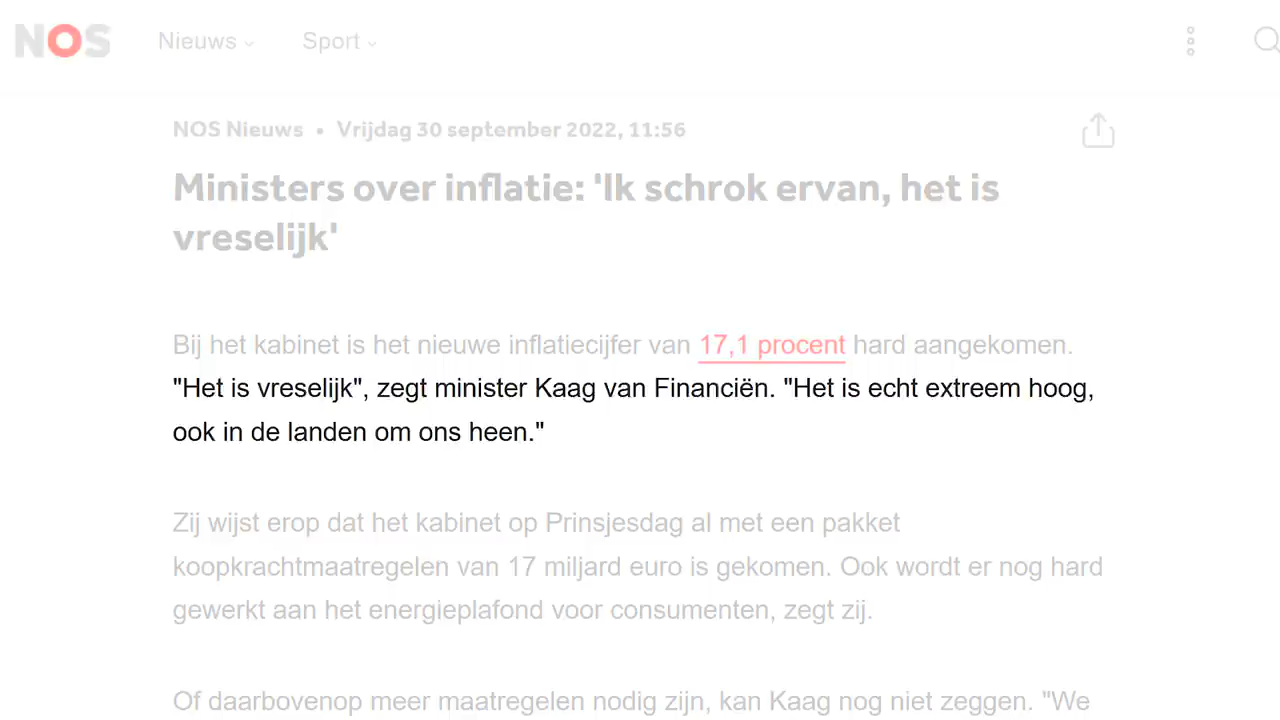 NOS Nieuws Sport
NOS Nieuws • Vrijdag 30 september 2022, 11:56
Ministers over inflatie: 'Ik schrok ervan, het is
vreselijk'
Bij het kabinet is het nieuwe inflatiecijfer van 17,1 procent hard aangekomen.
"Het is vreselijk", zegt minister Kaag van Financiën. "Het is echt extreem hoog,
ook in de landen om ons heen."
Zij wijst erop dat het kabinet op Prinsjesdag al met een pakket
koopkrachtmaatregelen van 17 miljard euro is gekomen. Ook wordt er nog hard
gewerkt aan het energieplafond voor consumenten, zegt zij.
Of daarbovenop meer maatregelen nodig zijn, kan Kaag nog niet zeggen. "We